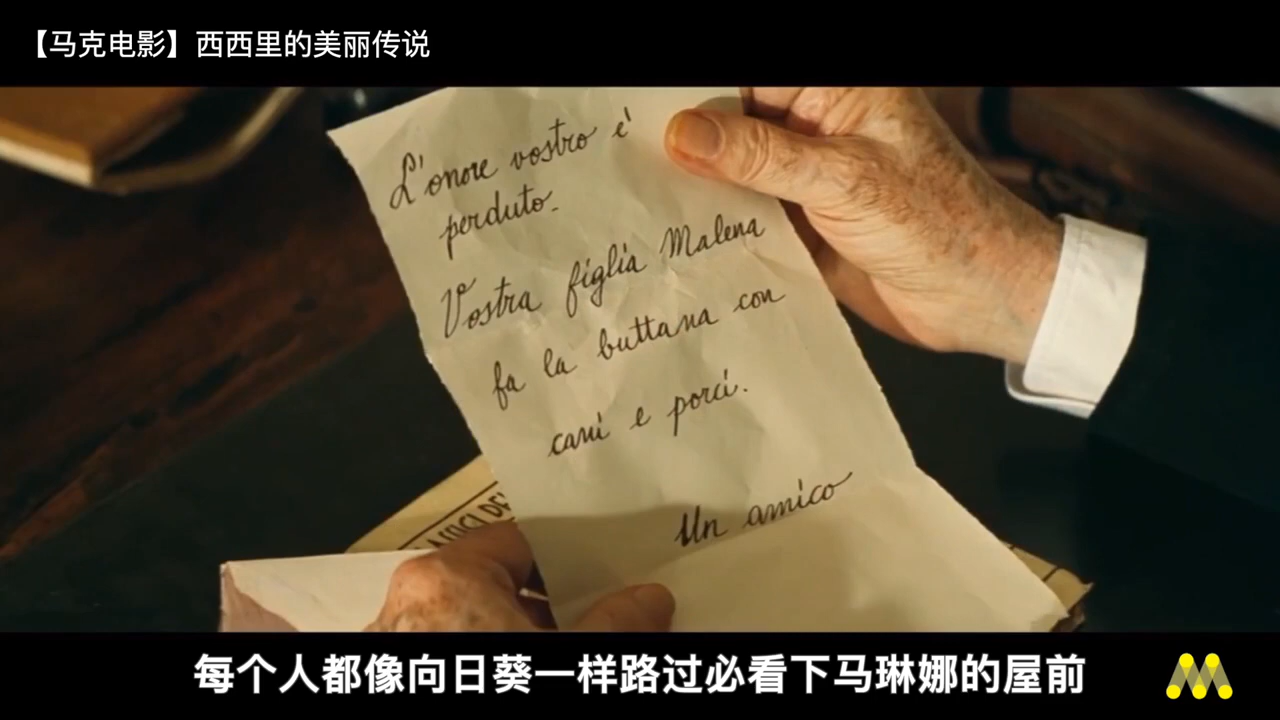 【马克电影】西西里的美丽传说
L'onore vostro e'
perduto.
Vostra figlia Malena
fa la buttana con
cani e porci.
Un amico
每个人都像向日葵一样路过必看下马琳娜的屋前